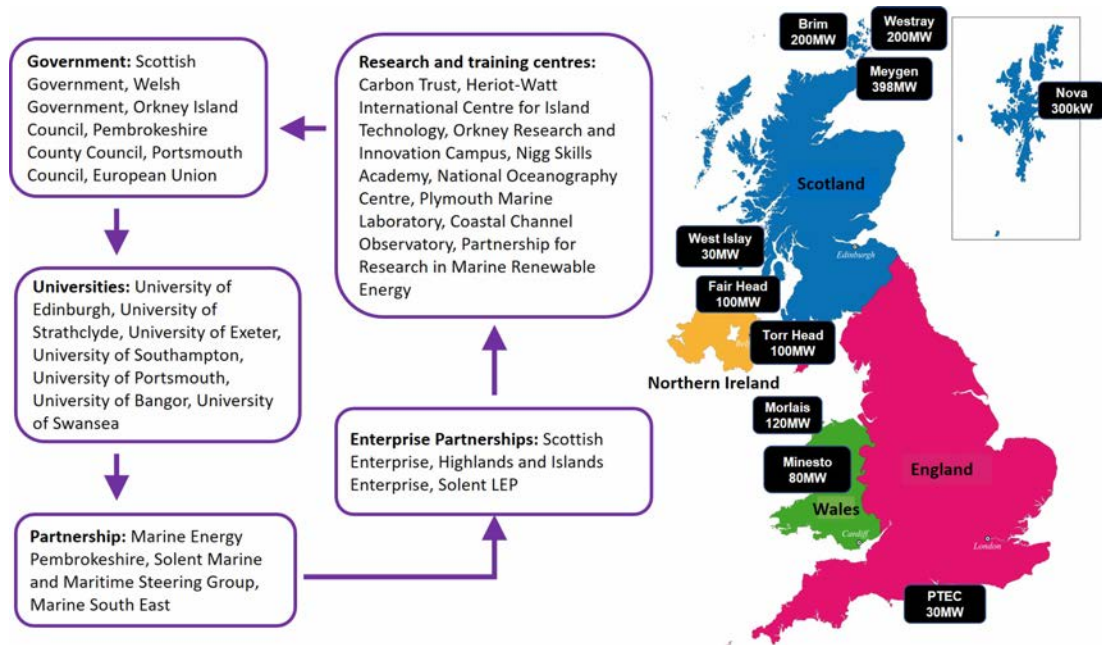 Government: Scottish
Government, Welsh
Government, Orkney Island
Council, Pembrokeshire
County Council, Portsmouth
Council, European Union
Universities: University of
Edinburgh, University of
Strathclyde, University of Exeter,
University of Southampton,
University of Portsmouth,
University of Bangor, University
of Swansea
Partnership: Marine Energy
Pembrokeshire, Solent Marine
and Maritime Steering Group,
Marine South East
Research and training centres:
Carbon Trust, Heriot-Watt
International Centre for Island
Technology, Orkney Research and
Innovation Campus, Nigg Skills
Academy, National Oceanography
Centre, Plymouth Marine
Laboratory, Coastal Channel
Observatory, Partnership for
Research in Marine Renewable
Energy
Enterprise Partnerships: Scottish
Enterprise, Highlands and Islands
Enterprise, Solent LEP
Brim
200MW
Westray
200MW
Meygen
398MW
Nova
300kW
Scotland
Edinburgh
West Islay
30MW
Fair Head
100MW
Torr Head
100MW
Northern Ireland
Morlais
120MW
Minesto
80MW
England
Wales
Cardiff
London
PTEC
30MW